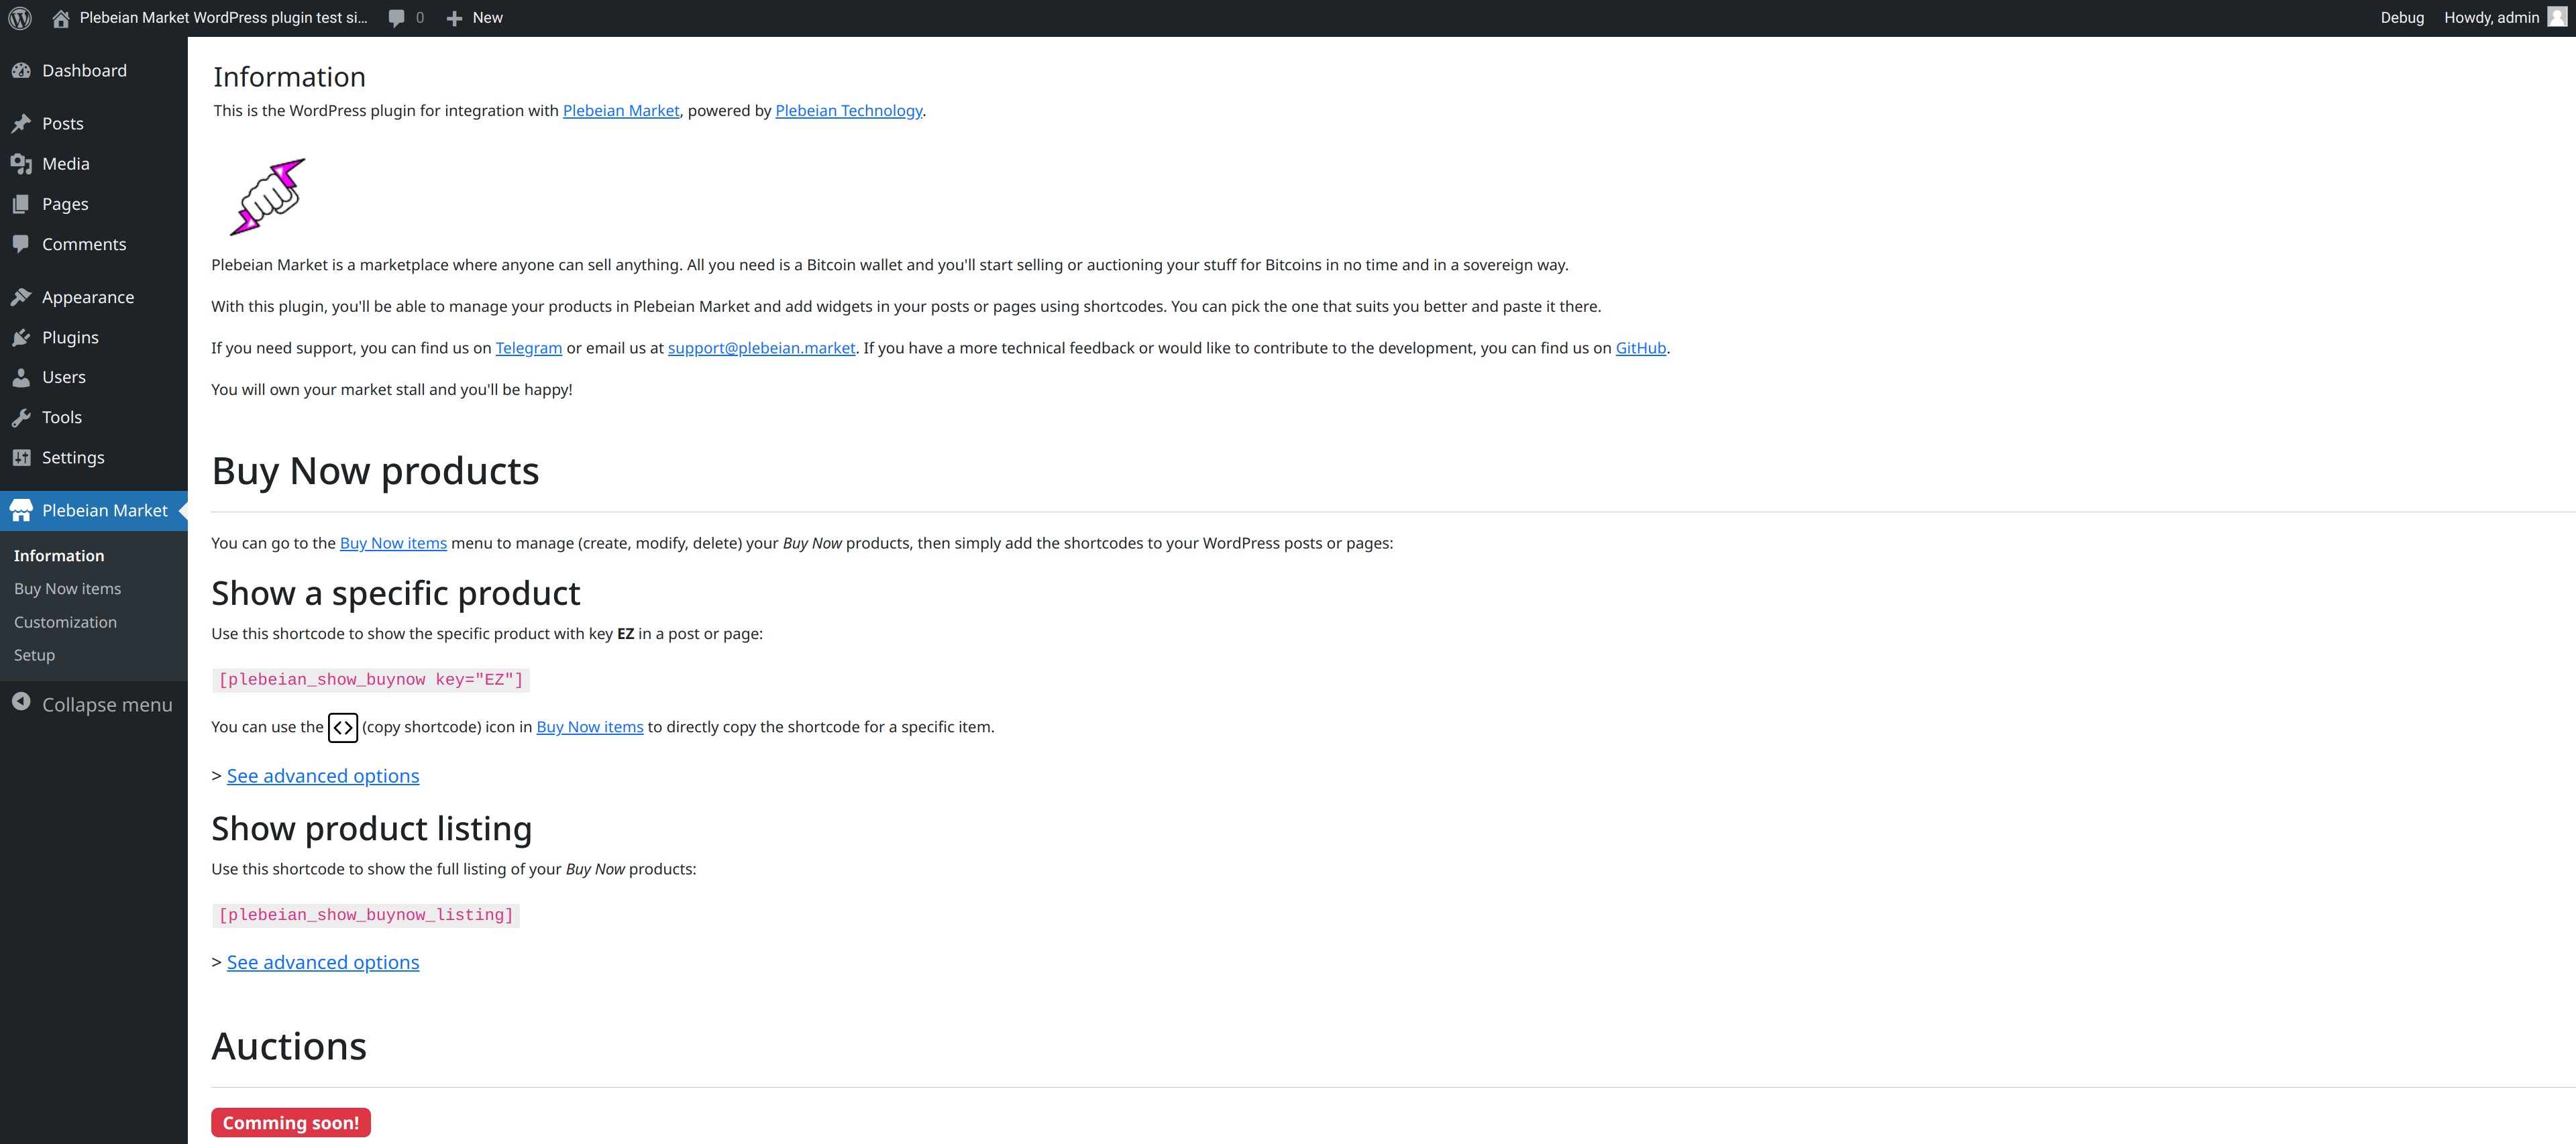 Plebeian Market WordPress plugin test si... 0 New Debug Howdy, admin
Dashboard
Posts
Media
Pages
Comments
Appearance
Plugins
Users
Tools
Settings
Plebeian Market
Information
Buy Now items
Customization
Setup
Collapse menu
Information
This is the WordPress plugin for integration with Plebeian Market, powered by Plebeian Technology.
Plebeian Market is a marketplace where anyone can sell anything. All you need is a Bitcoin wallet and you'll start selling or auctioning your stuff for Bitcoins in no time and in a sovereign way.
With this plugin, you'll be able to manage your products in Plebeian Market and add widgets in your posts or pages using shortcodes. You can pick the one that suits you better and paste it there.
If you need support, you can find us on Telegram or email us at support@plebeian.market. If you have a more technical feedback or would like to contribute to the development, you can find us on GitHub.
You will own your market stall and you'll be happy!
Buy Now products
You can go to the Buy Now items menu to manage (create, modify, delete) your Buy Now products, then simply add the shortcodes to your WordPress posts or pages:
Show a specific product
Use this shortcode to show the specific product with key EZ in a post or page:
[plebeian_show_buynow key="EZ"]
You can use the <> (copy shortcode) icon in Buy Now items to directly copy the shortcode for a specific item.
> See advanced options
Show product listing
Use this shortcode to show the full listing of your Buy Now products:
[plebeian_show_buynow_listing]
> See advanced options
Auctions
Comming soon!